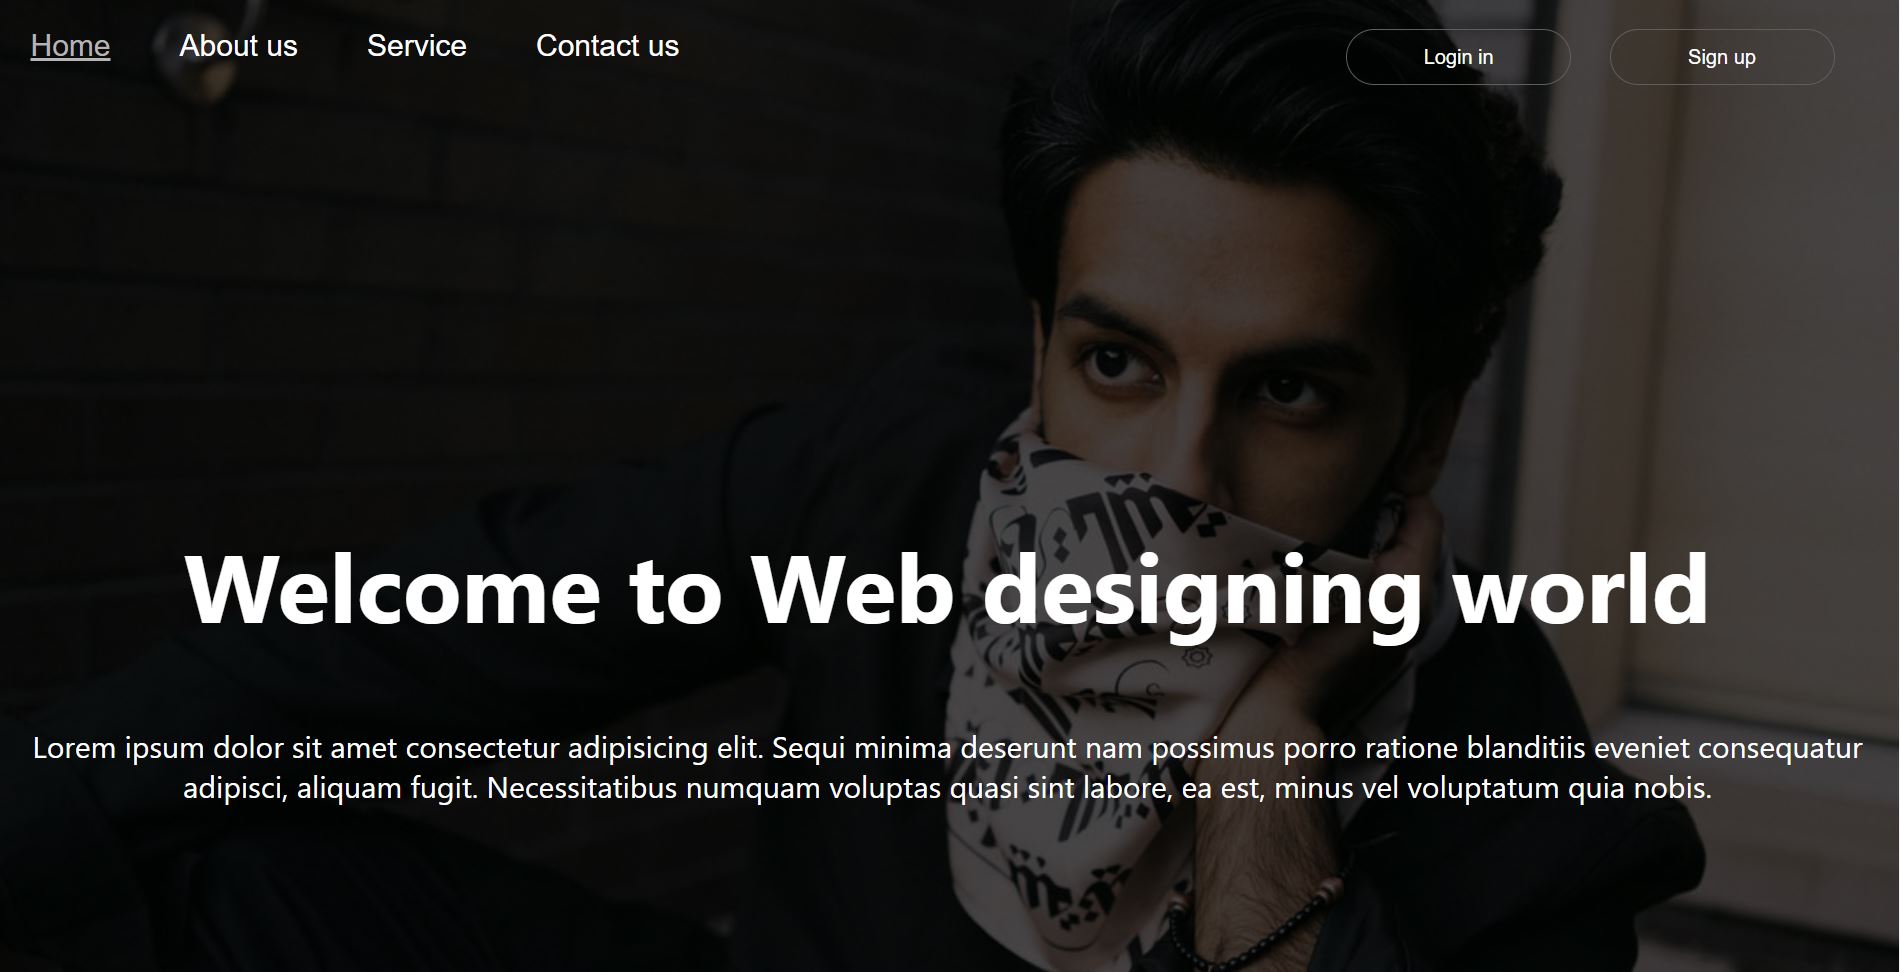 Home About us Service Contact us Login in Sign up
Welcome to Web designing world
Lorem ipsum dolor sit amet consectetur adipisicing elit. Sequi minima deserunt nam possimus porro ratione blanditiis eveniet consequatur
adipisci, aliquam fugit. Necessitatibus numquam voluptas quasi sint labore, ea est, minus vel voluptatum quia nobis.